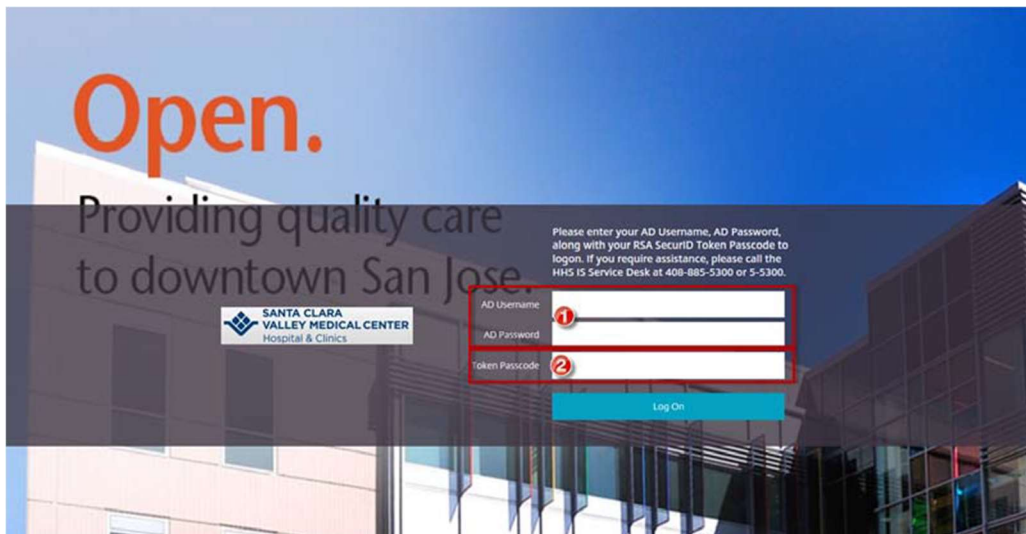 Open.
Providing quality care
to downtown San Jose.
SANTA CLARA
VALLEY MEDICAL CENTER
Hospital & Clinics
Please enter your AD Username, AD Password,
along with your RSA SecurID Token Passcode to
logon. If you require assistance, please call the
HHS IS Service Desk at 408-885-5300 or 5-5300.
AD Username
1
AD Password
Token Passcode
2
Log On